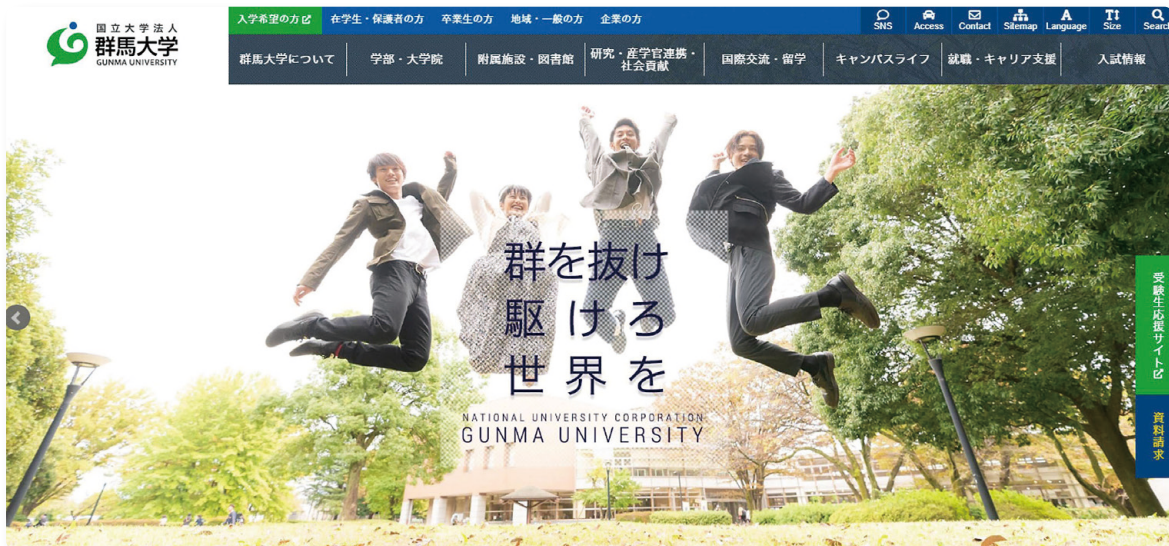 国立大学法人
群馬大学
GUNMA UNIVERSITY
入学希望の方
在学生・保護者の方
卒業生の方
地域・一般の方
企業の方
SNS
Access
Contact
Sitemap
Language
Size
Search
群馬大学について
学部・大学院
附属施設・図書館
研究・産学官連携・
社会貢献
国際交流・留学
キャンパスライフ
就職・キャリア支援
入試情報
群を抜け
駆けろ
世界を
NATIONAL UNIVERSITY CORPORATION
GUNMA UNIVERSITY
受験生応援サイト
資料請求